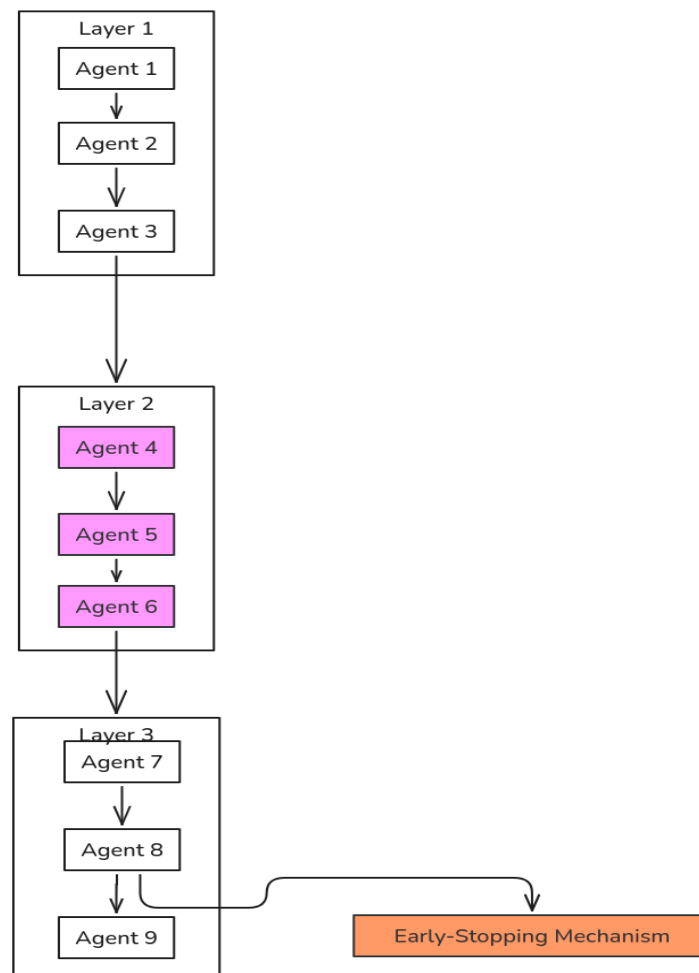 Layer 1
Agent 1
Agent 2
Agent 3
Layer 2
Agent 4
Agent 5
Agent 6
Layer 3
Agent 7
Agent 8
Agent 9
Early-Stopping Mechanism